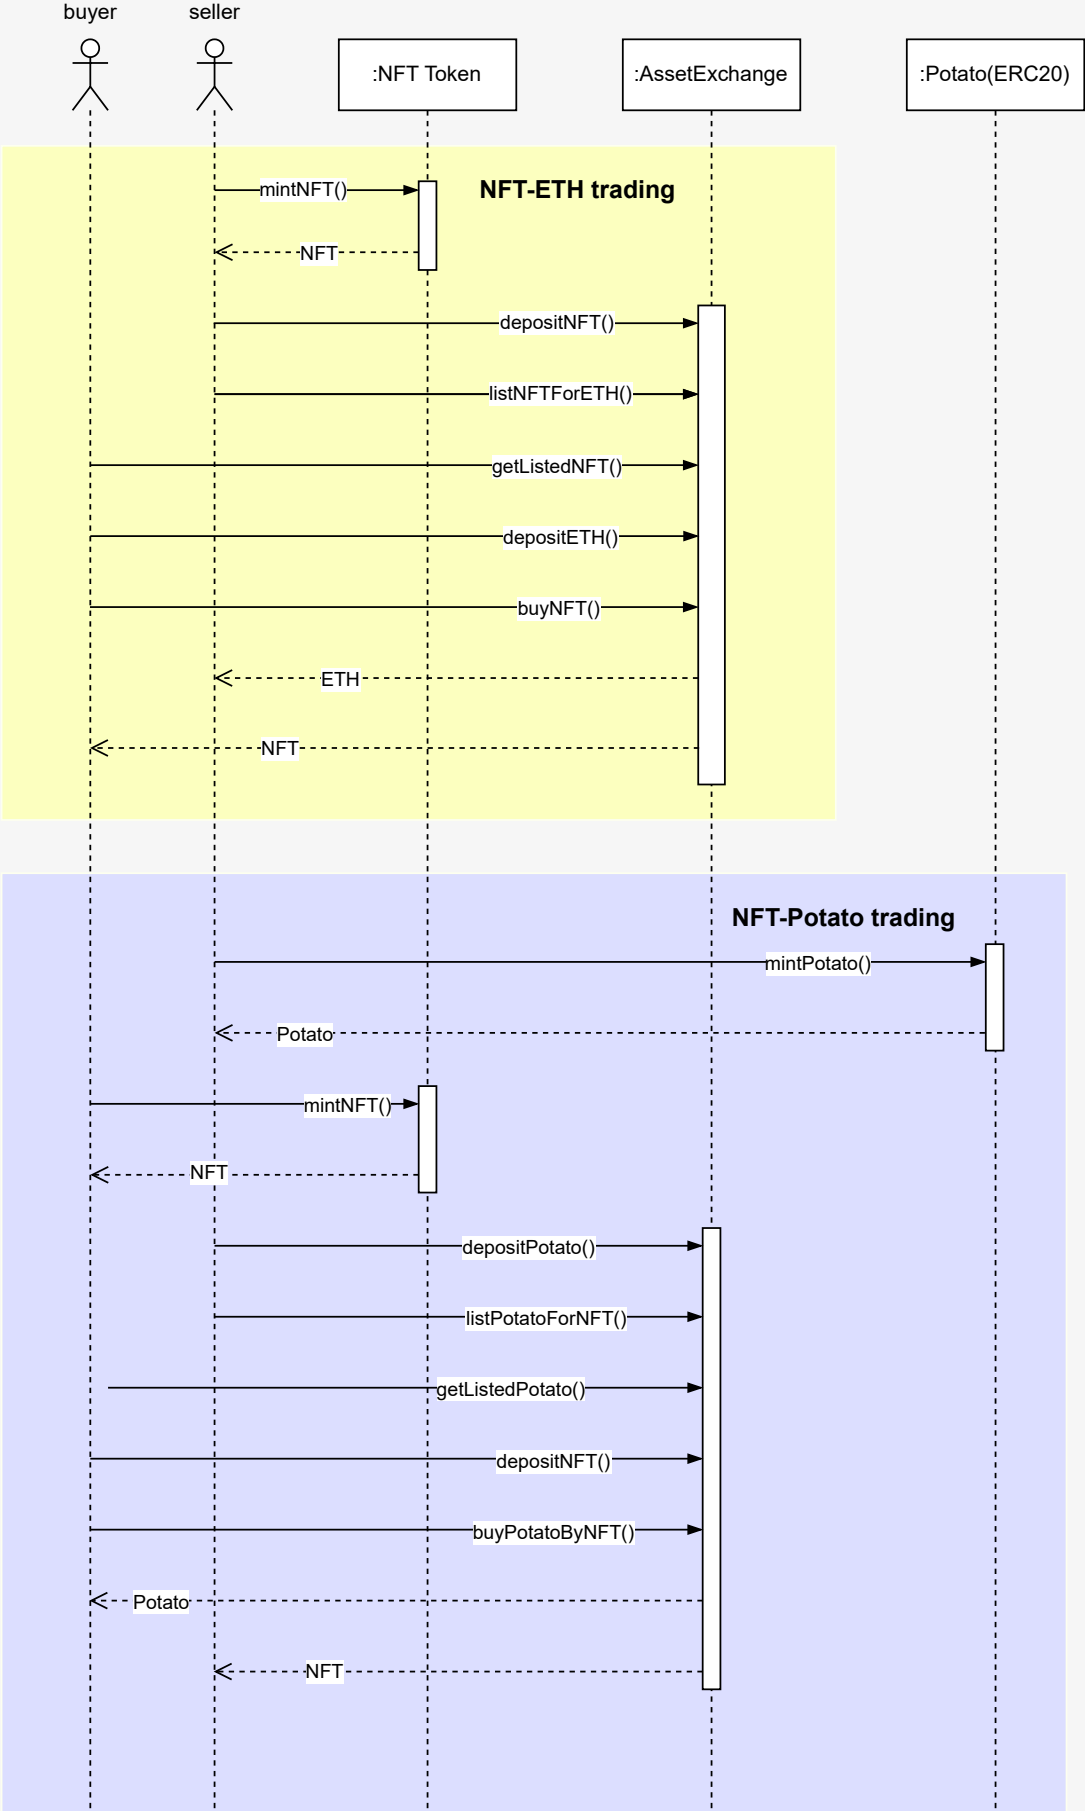 buyer
seller
:NFT Token
:AssetExchange
:Potato(ERC20)
NFT-ETH trading
mintNFT()
NFT
depositNFT()
listNFTForETH()
getListedNFT()
depositETH()
buyNFT()
ETH
NFT
NFT-Potato trading
mintPotato()
Potato
mintNFT()
NFT
depositPotato()
listPotatoForNFT()
getListedPotato()
depositNFT()
buyPotatoByNFT()
Potato
NFT